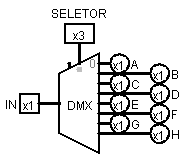 SELETOR
x3
0
x1 A
x1 B
x1 C
IN x1 DMX
x1 D
x1 E
x1 F
x1 G
x1 H